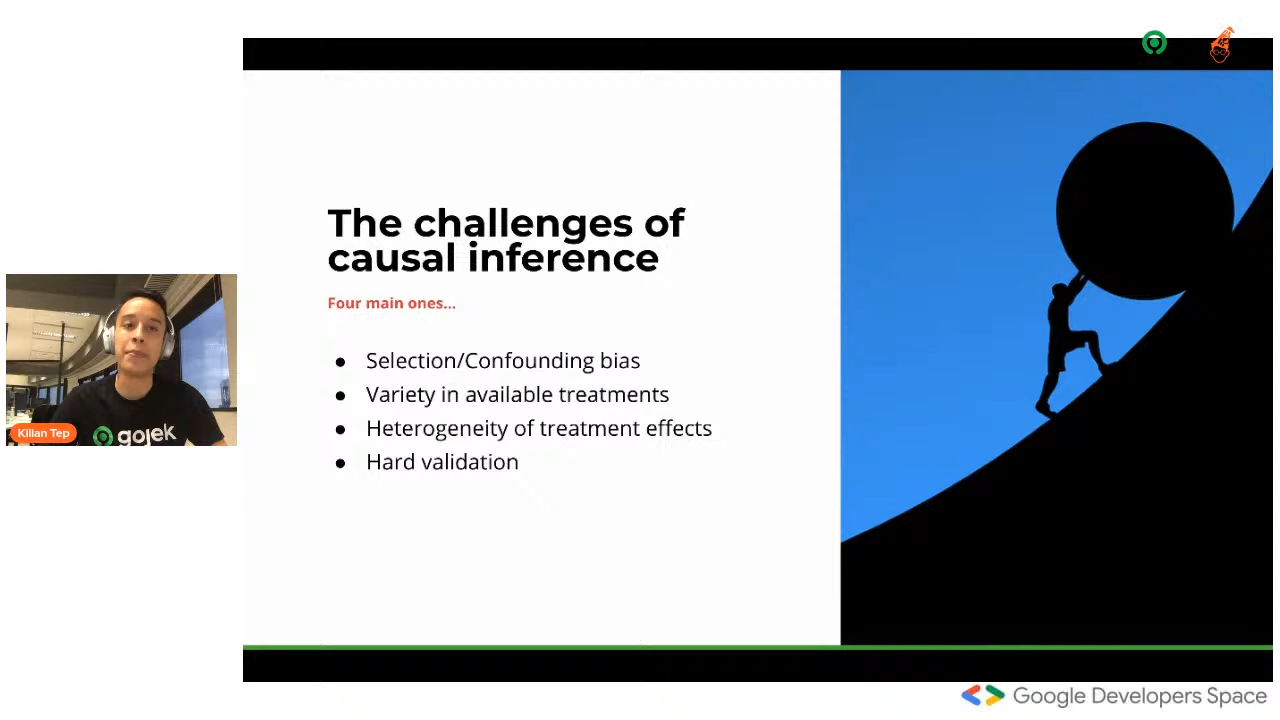 The challenges of
causal inference
Four main ones...
● Selection/Confounding bias
● Variety in available treatments
● Heterogeneity of treatment effects
● Hard validation
Kilian Tep
gojek
Google Developers Space